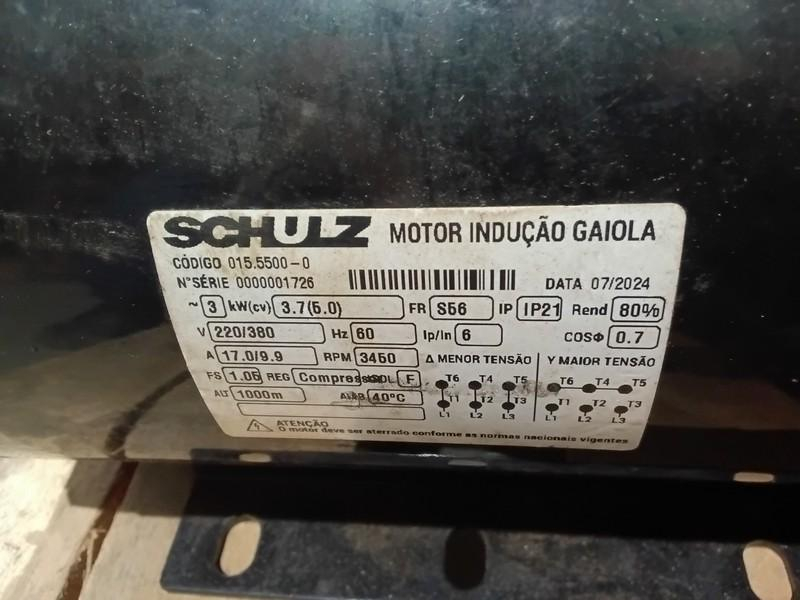 SCHULZ MOTOR INDUÇÃO GAIOLA
CÓDIGO 015.5500-0
N°SÉRIE 0000001726 DATA 07/2024
~ 3 kW(cv) 3.7(5.0) FR S56 IP IP21 Rend 80%
V 220/380 Hz 60 Ip/In 6 COSΦ 0.7
A 17.0/9.9 RPM 3450 Δ MENOR TENSÃO Y MAIOR TENSÃO
FS 1.05 REG Compressor ISOL F T6 T4 T5 T6 T4 T5
ALT 1000m AMB 40°C T1 T2 T3 T1 T2 T3
L1 L2 L3 L1 L2 L3
ATENÇÃO
O motor deve ser aterrado conforme as normas nacionais vigentes